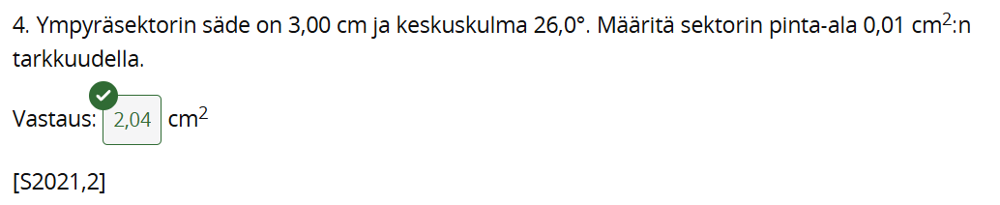 4. Ympyräsektorin säde on 3,00 cm ja keskuskulma 26,0°. Määritä sektorin pinta-ala 0,01 cm²:n
tarkkuudella.
Vastaus: 2,04 cm²
[S2021,2]